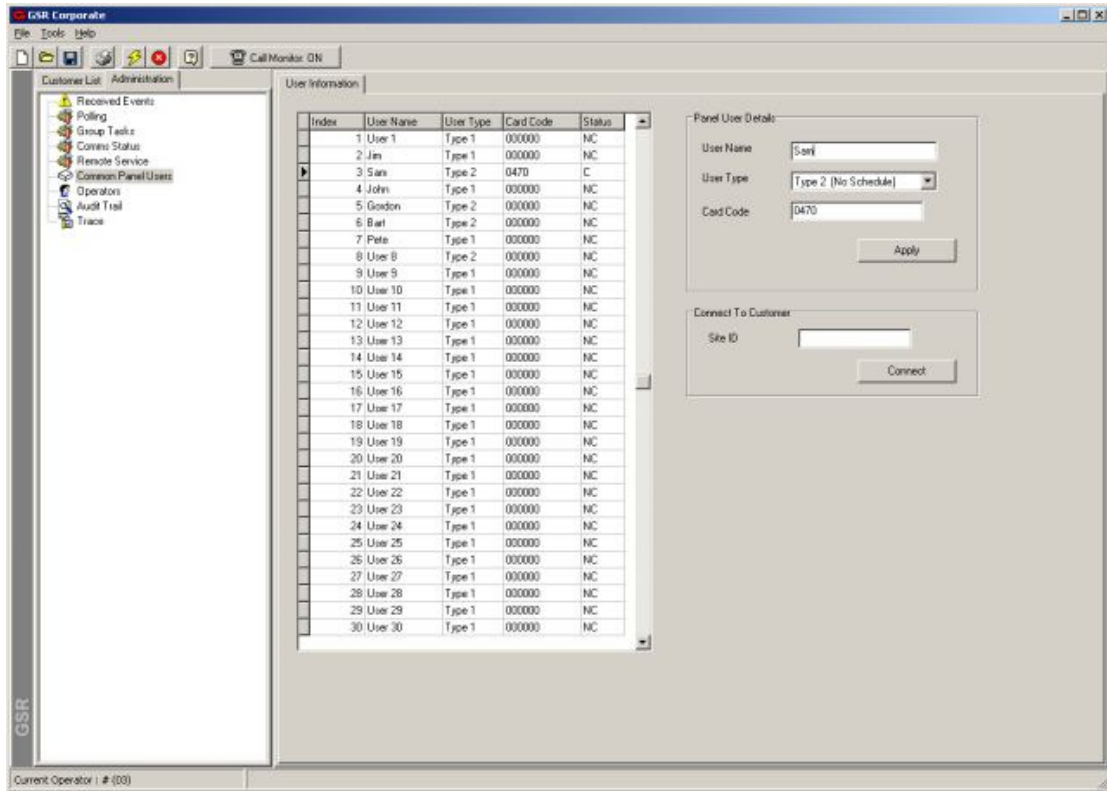 GSR Corporate
File Tools Help
Call Monitor: ON
Customer List Administration
Received Events
Polling
Group Tasks
Comms Status
Remote Service
Common Panel Users
Operators
Audit Trail
Trace
GSR
User Information
Index User Name User Type Card Code Status
1 User 1 Type 1 000000 NC
2 Jim Type 1 000000 NC
3 Sam Type 2 0470 C
4 John Type 1 000000 NC
5 Gordon Type 2 000000 NC
6 Bart Type 2 000000 NC
7 Pete Type 1 000000 NC
8 User 8 Type 2 000000 NC
9 User 9 Type 1 000000 NC
10 User 10 Type 1 000000 NC
11 User 11 Type 1 000000 NC
12 User 12 Type 1 000000 NC
13 User 13 Type 1 000000 NC
14 User 14 Type 1 000000 NC
15 User 15 Type 1 000000 NC
16 User 16 Type 1 000000 NC
17 User 17 Type 1 000000 NC
18 User 18 Type 1 000000 NC
19 User 19 Type 1 000000 NC
20 User 20 Type 1 000000 NC
21 User 21 Type 1 000000 NC
22 User 22 Type 1 000000 NC
23 User 23 Type 1 000000 NC
24 User 24 Type 1 000000 NC
25 User 25 Type 1 000000 NC
26 User 26 Type 1 000000 NC
27 User 27 Type 1 000000 NC
28 User 28 Type 1 000000 NC
29 User 29 Type 1 000000 NC
30 User 30 Type 1 000000 NC
Panel User Details
User Name Sam
User Type Type 2 (No Schedule)
Card Code 0470
Apply
Connect To Customer
Site ID
Connect
Current Operator : # (03)